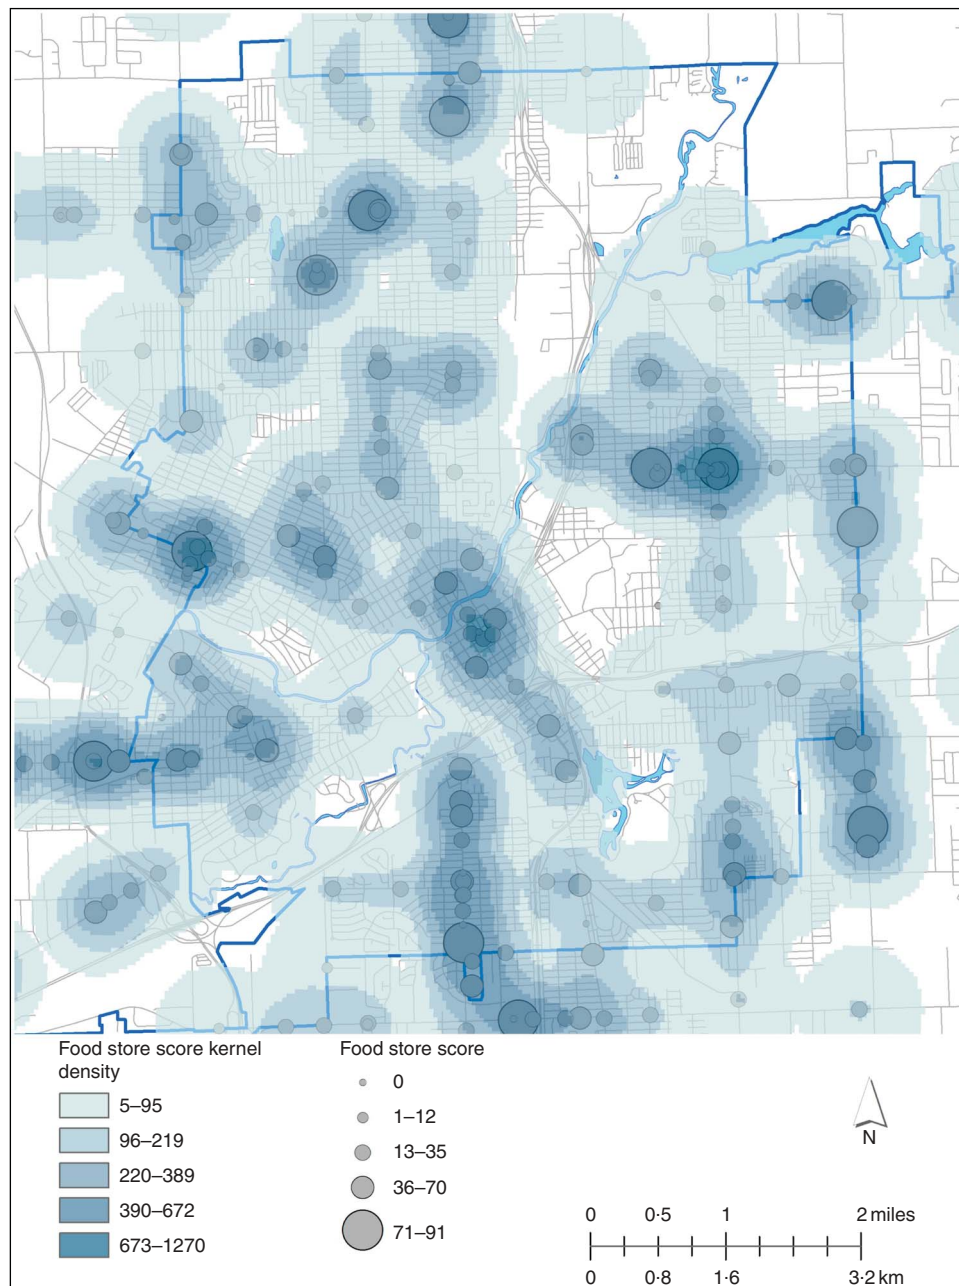 Food store score kernel
density
5–95
96–219
220–389
390–672
673–1270
Food store score
0
1–12
13–35
36–70
71–91
N
0 0·5 1 2 miles
0 0·8 1·6 3·2 km